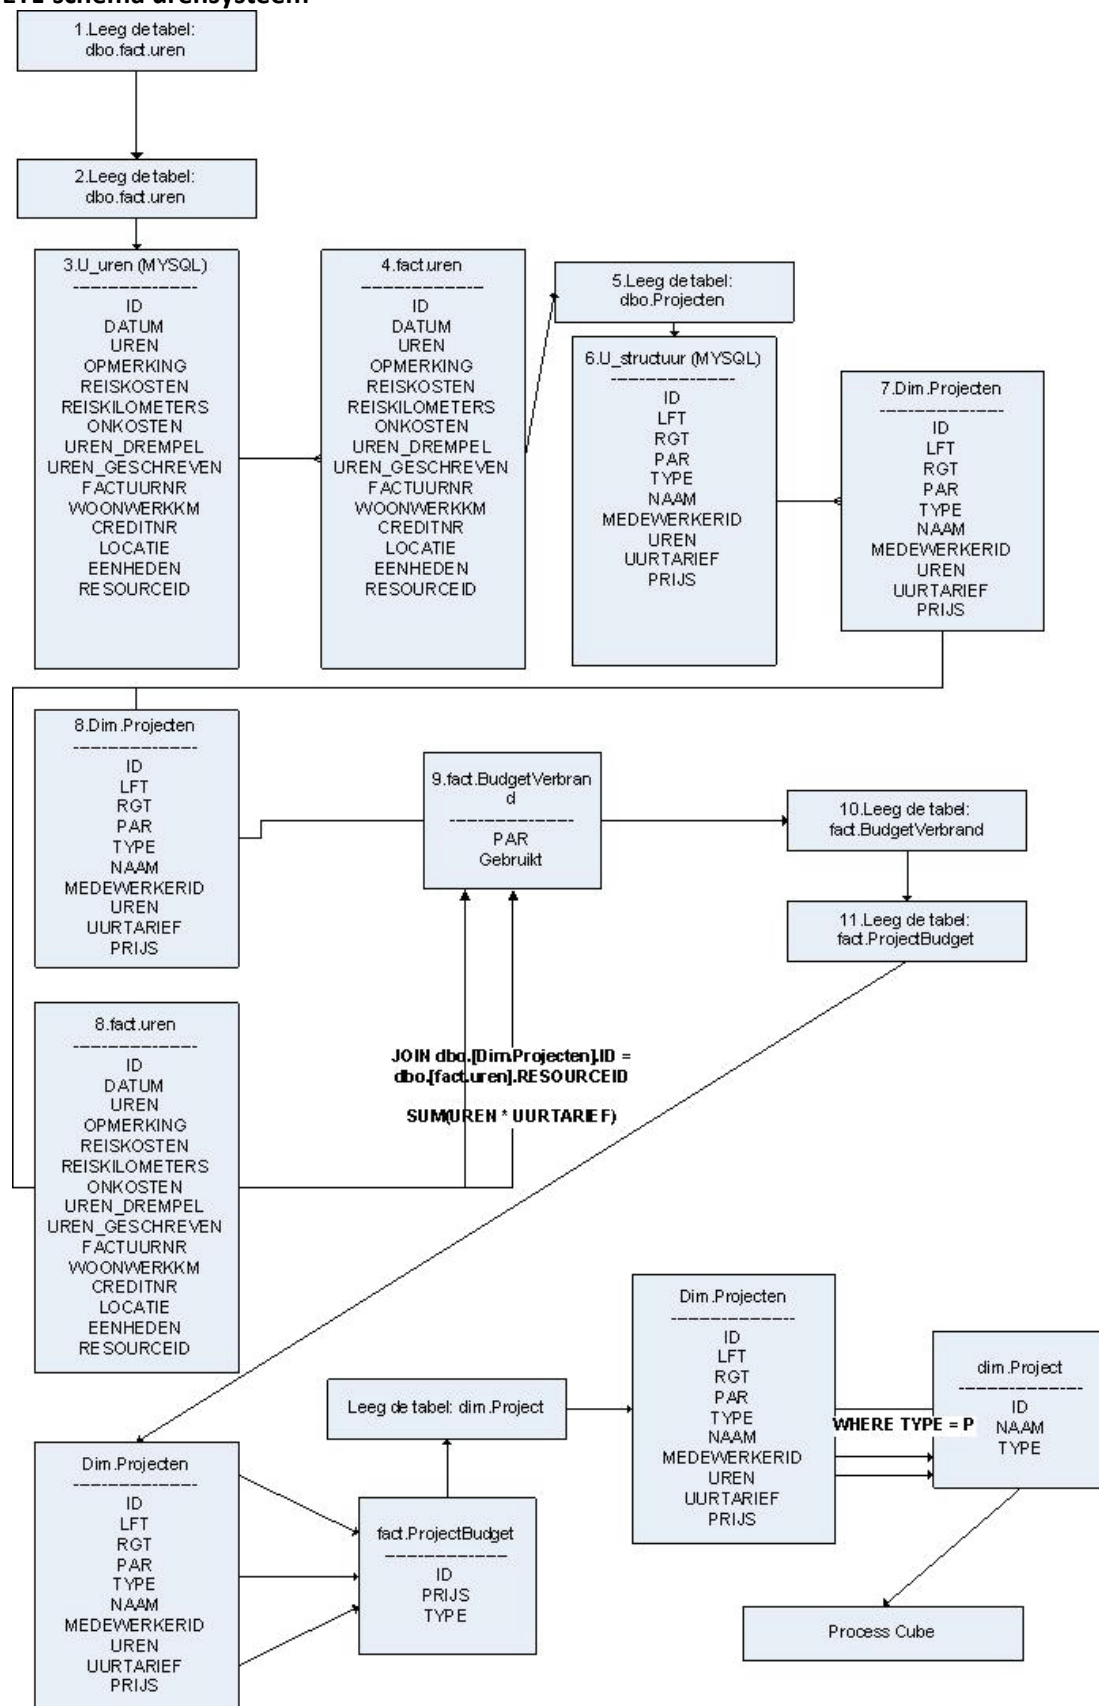 ETL schema urensysteem
1.Leeg de tabel:
dbo.fact.uren
2.Leeg de tabel:
dbo.fact.uren
3.U_uren (MYSQL)
--------------
ID
DATUM
UREN
OPMERKING
REISKOSTEN
REISKILOMETERS
ONKOSTEN
UREN_DREMPEL
UREN_GESCHREVEN
FACTUURNR
WOONWERKKM
CREDITNR
LOCATIE
EENHEDEN
RESOURCEID
4.fact.uren
--------------
ID
DATUM
UREN
OPMERKING
REISKOSTEN
REISKILOMETERS
ONKOSTEN
UREN_DREMPEL
UREN_GESCHREVEN
FACTUURNR
WOONWERKKM
CREDITNR
LOCATIE
EENHEDEN
RESOURCEID
5.Leeg de tabel:
dbo.Projecten
6.U_structuur (MYSQL)
--------------
ID
LFT
RGT
PAR
TYPE
NAAM
MEDEWERKERID
UREN
UURTARIEF
PRIJS
7.Dim.Projecten
--------------
ID
LFT
RGT
PAR
TYPE
NAAM
MEDEWERKERID
UREN
UURTARIEF
PRIJS
8.Dim.Projecten
--------------
ID
LFT
RGT
PAR
TYPE
NAAM
MEDEWERKERID
UREN
UURTARIEF
PRIJS
9.fact.BudgetVerbran
d
--------------
PAR
Gebruikt
10.Leeg de tabel:
fact.BudgetVerbrand
11.Leeg de tabel:
fact.ProjectBudget
8.fact.uren
--------------
ID
DATUM
UREN
OPMERKING
REISKOSTEN
REISKILOMETERS
ONKOSTEN
UREN_DREMPEL
UREN_GESCHREVEN
FACTUURNR
WOONWERKKM
CREDITNR
LOCATIE
EENHEDEN
RESOURCEID
JOIN dbo.[Dim.Projecten].ID =
dbo.[fact.uren].RESOURCEID
SUM(UREN * UURTARIEF)
Dim.Projecten
--------------
ID
LFT
RGT
PAR
TYPE
NAAM
MEDEWERKERID
UREN
UURTARIEF
PRIJS
fact.ProjectBudget
--------------
ID
PRIJS
TYPE
Leeg de tabel: dim.Project
Dim.Projecten
--------------
ID
LFT
RGT
PAR
TYPE
NAAM
MEDEWERKERID
UREN
UURTARIEF
PRIJS
WHERE TYPE = P
dim.Project
--------------
ID
NAAM
TYPE
Process Cube